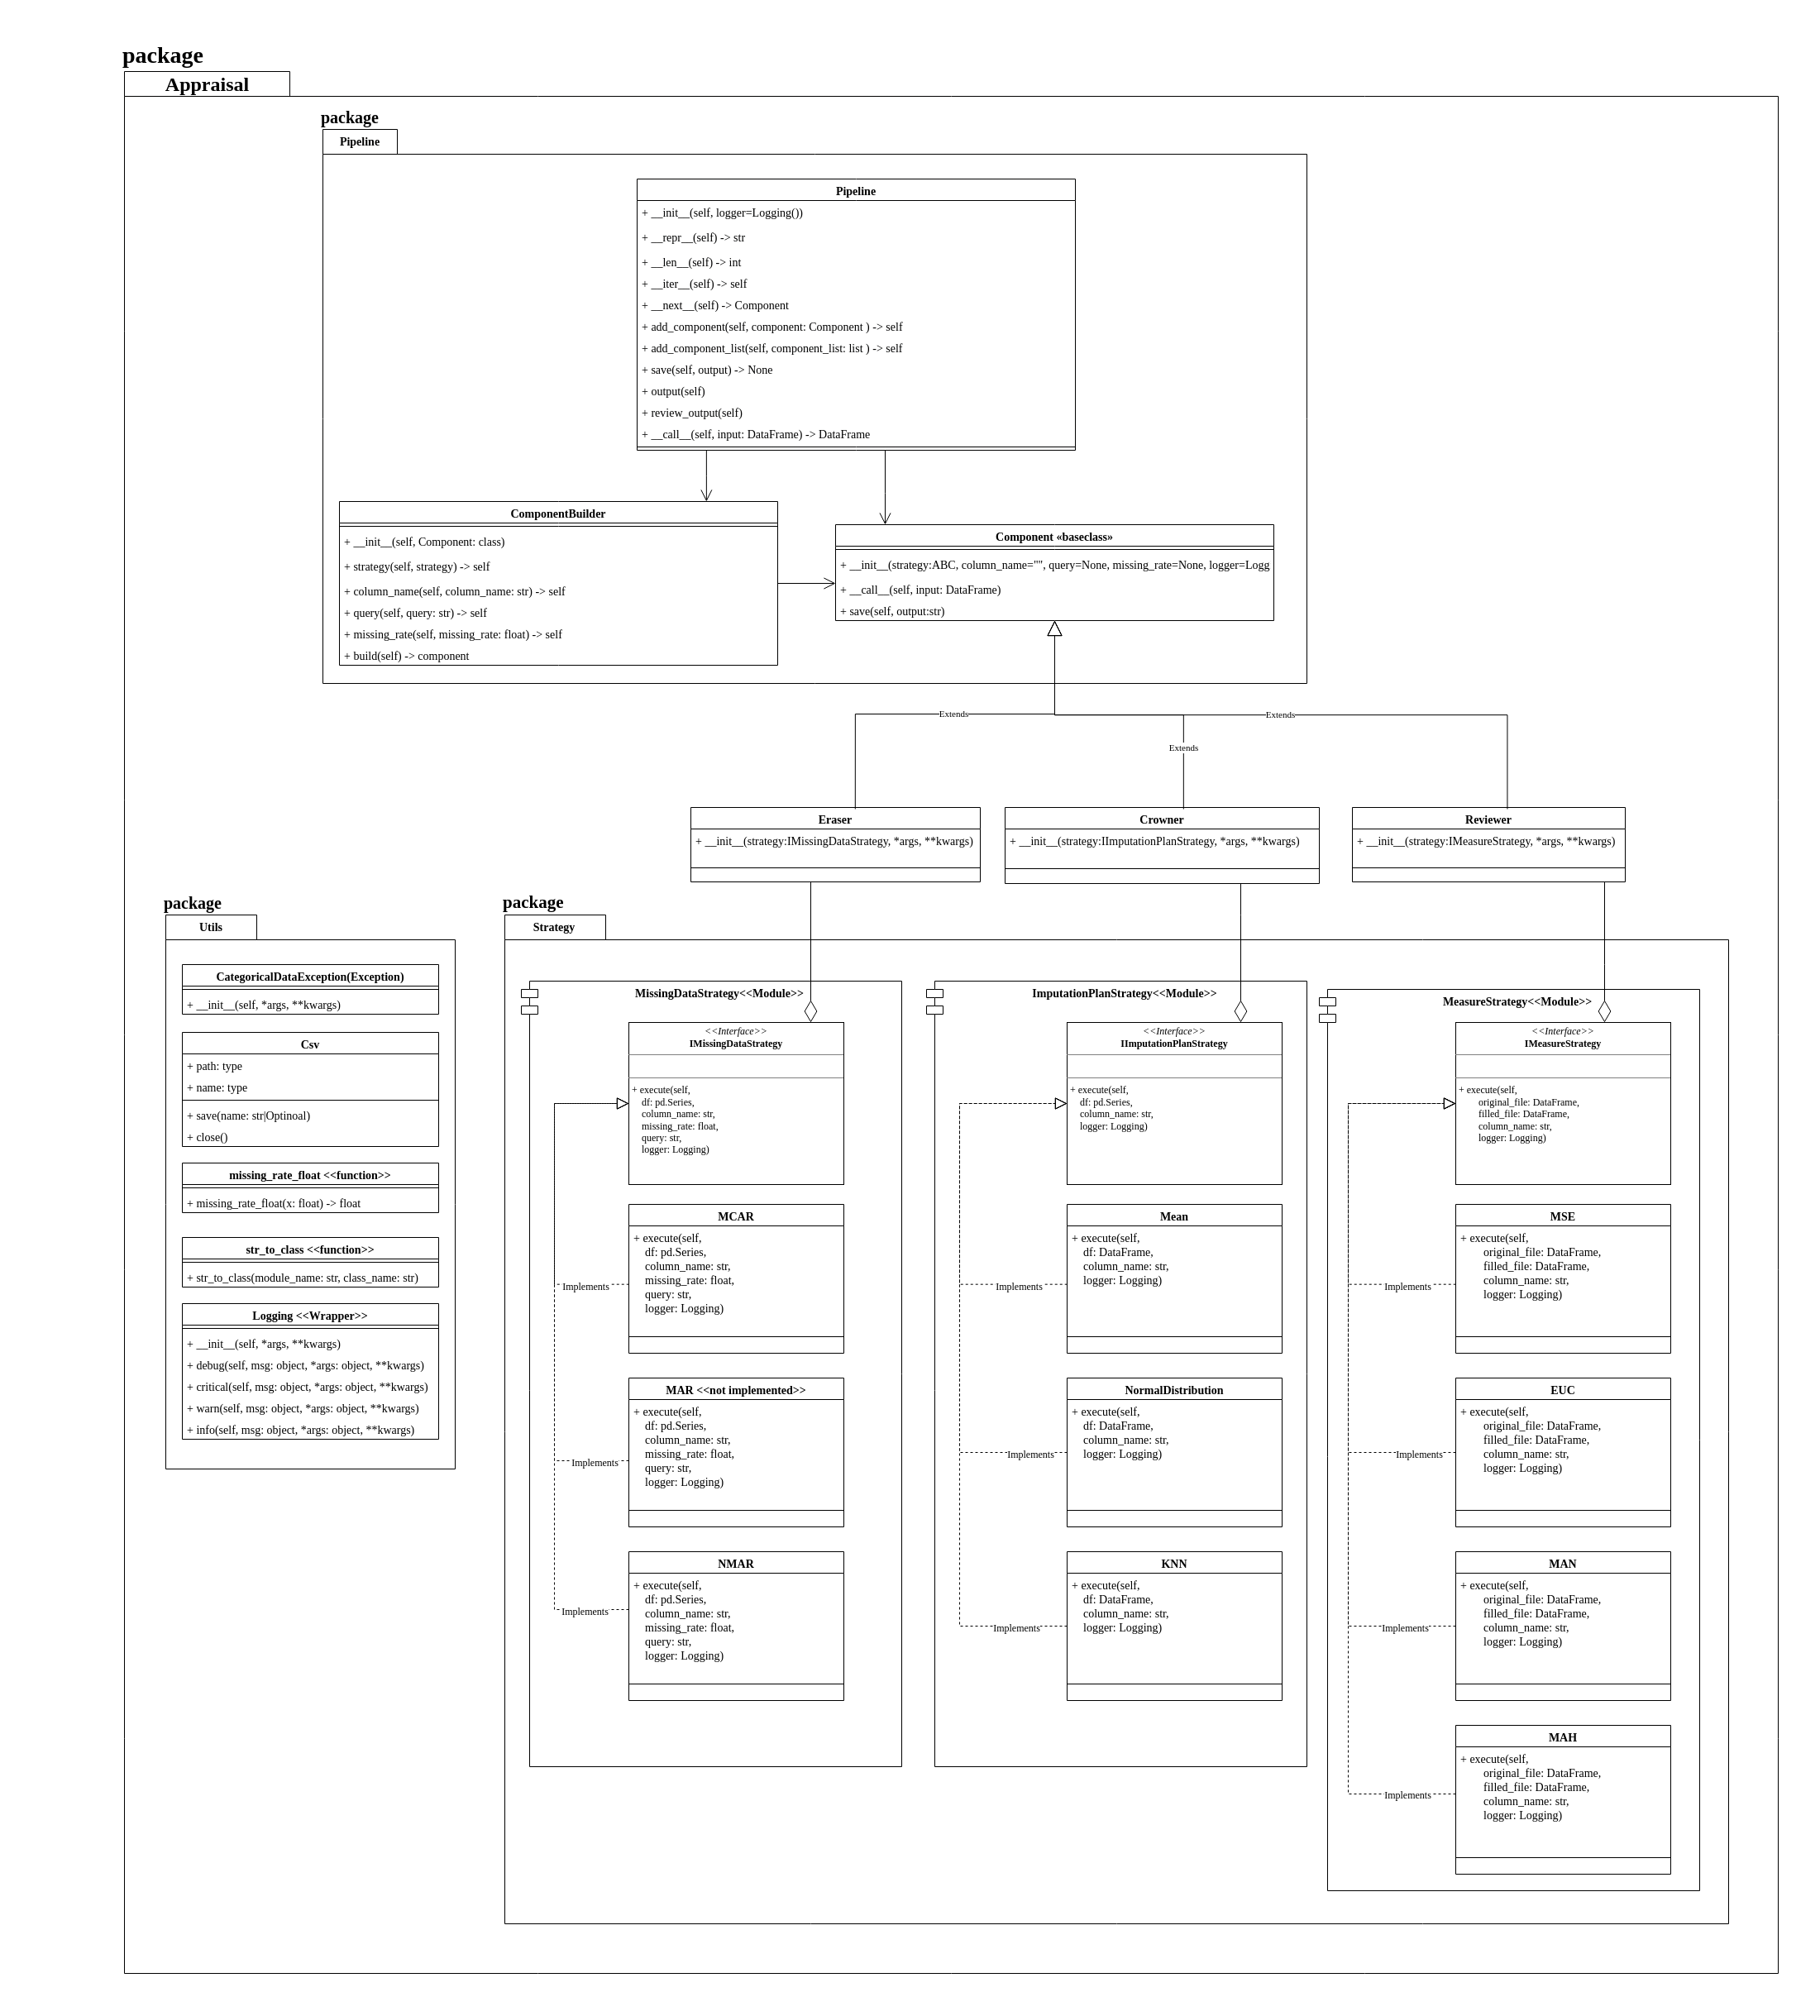 package
Appraisal
package
Pipeline
Pipeline
+ __init__(self, logger=Logging())
+ __repr__(self) -> str
+ __len__(self) -> int
+ __iter__(self) -> self
+ __next__(self) -> Component
+ add_component(self, component: Component ) -> self
+ add_component_list(self, component_list: list ) -> self
+ save(self, output) -> None
+ output(self)
+ review_output(self)
+ __call__(self, input: DataFrame) -> DataFrame
ComponentBuilder
+ __init__(self, Component: class)
+ strategy(self, strategy) -> self
+ column_name(self, column_name: str) -> self
+ query(self, query: str) -> self
+ missing_rate(self, missing_rate: float) -> self
+ build(self) -> component
Component «baseclass»
+ __init__(strategy:ABC, column_name="", query=None, missing_rate=None, logger=Logg
+ __call__(self, input: DataFrame)
+ save(self, output:str)
Extends
Extends
Extends
Eraser
+ __init__(strategy:IMissingDataStrategy, *args, **kwargs)
Crowner
+ __init__(strategy:IImputationPlanStrategy, *args, **kwargs)
Reviewer
+ __init__(strategy:IMeasureStrategy, *args, **kwargs)
package
Utils
CategoricalDataException(Exception)
+ __init__(self, *args, **kwargs)
Csv
+ path: type
+ name: type
+ save(name: str|Optinoal)
+ close()
missing_rate_float <<function>>
+ missing_rate_float(x: float) -> float
str_to_class <<function>>
+ str_to_class(module_name: str, class_name: str)
Logging <<Wrapper>>
+ __init__(self, *args, **kwargs)
+ debug(self, msg: object, *args: object, **kwargs)
+ critical(self, msg: object, *args: object, **kwargs)
+ warn(self, msg: object, *args: object, **kwargs)
+ info(self, msg: object, *args: object, **kwargs)
package
Strategy
MissingDataStrategy<<Module>>
<<Interface>>
IMissingDataStrategy
+ execute(self,
df: pd.Series,
column_name: str,
missing_rate: float,
query: str,
logger: Logging)
MCAR
+ execute(self,
df: pd.Series,
column_name: str,
missing_rate: float,
query: str,
logger: Logging)
Implements
MAR <<not implemented>>
+ execute(self,
df: pd.Series,
column_name: str,
missing_rate: float,
query: str,
logger: Logging)
Implements
NMAR
+ execute(self,
df: pd.Series,
column_name: str,
missing_rate: float,
query: str,
logger: Logging)
Implements
ImputationPlanStrategy<<Module>>
<<Interface>>
IImputationPlanStrategy
+ execute(self,
df: pd.Series,
column_name: str,
logger: Logging)
Mean
+ execute(self,
df: DataFrame,
column_name: str,
logger: Logging)
Implements
NormalDistribution
+ execute(self,
df: DataFrame,
column_name: str,
logger: Logging)
Implements
KNN
+ execute(self,
df: DataFrame,
column_name: str,
logger: Logging)
Implements
MeasureStrategy<<Module>>
<<Interface>>
IMeasureStrategy
+ execute(self,
original_file: DataFrame,
filled_file: DataFrame,
column_name: str,
logger: Logging)
MSE
+ execute(self,
original_file: DataFrame,
filled_file: DataFrame,
column_name: str,
logger: Logging)
Implements
EUC
+ execute(self,
original_file: DataFrame,
filled_file: DataFrame,
column_name: str,
logger: Logging)
Implements
MAN
+ execute(self,
original_file: DataFrame,
filled_file: DataFrame,
column_name: str,
logger: Logging)
Implements
MAH
+ execute(self,
original_file: DataFrame,
filled_file: DataFrame,
column_name: str,
logger: Logging)
Implements